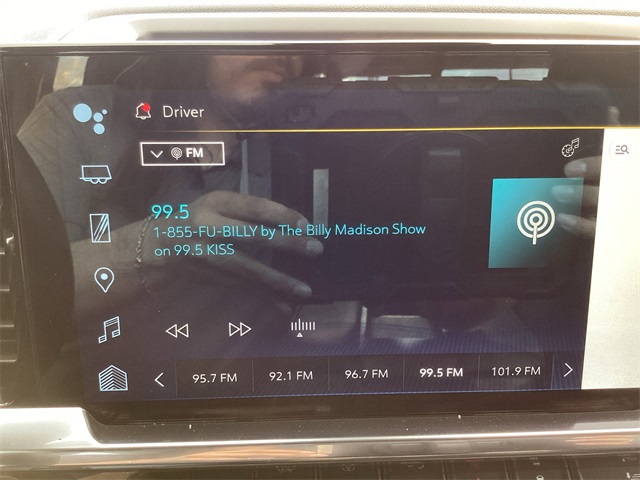 Driver
FM
99.5
1-855-FU-BILLY by The Billy Madison Show
on 99.5 KISS
95.7 FM
92.1 FM
96.7 FM
99.5 FM
101.9 FM